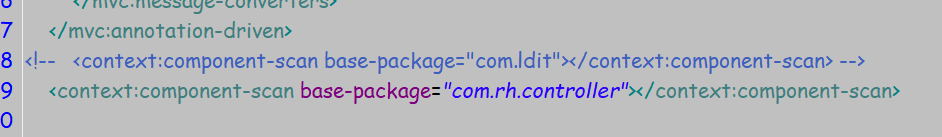 6 </mvc:message-converters>
7 </mvc:annotation-driven>
8 <!-- <context:component-scan base-package="com.ldit"></context:component-scan> -->
9 <context:component-scan base-package="com.rh.controller"></context:component-scan>
0